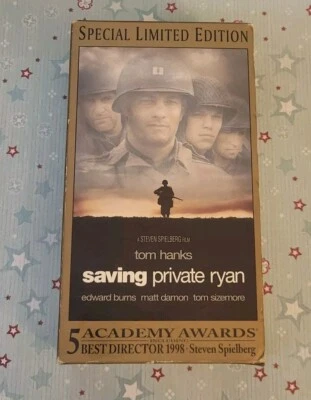 SPECIAL LIMITED EDITION
A STEVEN SPIELBERG FILM
tom hanks
saving private ryan
edward burns matt damon tom sizemore
5 ACADEMY AWARDS
BEST DIRECTOR 1998 · Steven Spielberg